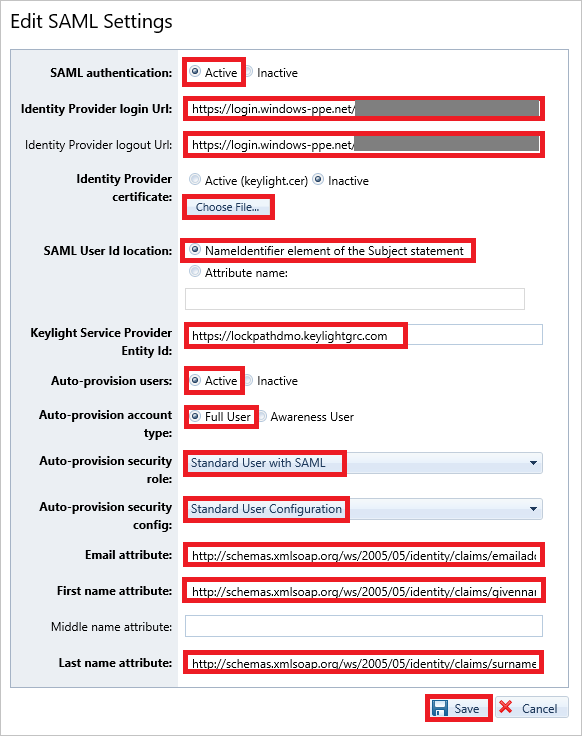 Edit SAML Settings
SAML authentication: Active Inactive
Identity Provider login Url: https://login.windows-ppe.net/
Identity Provider logout Url: https://login.windows-ppe.net/
Identity Provider Active (keylight.cer) Inactive
certificate:
Choose File...
SAML User Id location: NameIdentifier element of the Subject statement
Attribute name:
Keylight Service Provider https://lockpathdmo.keylightgrc.com
Entity Id:
Auto-provision users: Active Inactive
Auto-provision account Full User Awareness User
type:
Auto-provision security Standard User with SAML
role:
Auto-provision security Standard User Configuration
config:
Email attribute: http://schemas.xmlsoap.org/ws/2005/05/identity/claims/emailadd
First name attribute: http://schemas.xmlsoap.org/ws/2005/05/identity/claims/givennam
Middle name attribute:
Last name attribute: http://schemas.xmlsoap.org/ws/2005/05/identity/claims/surname
Save Cancel